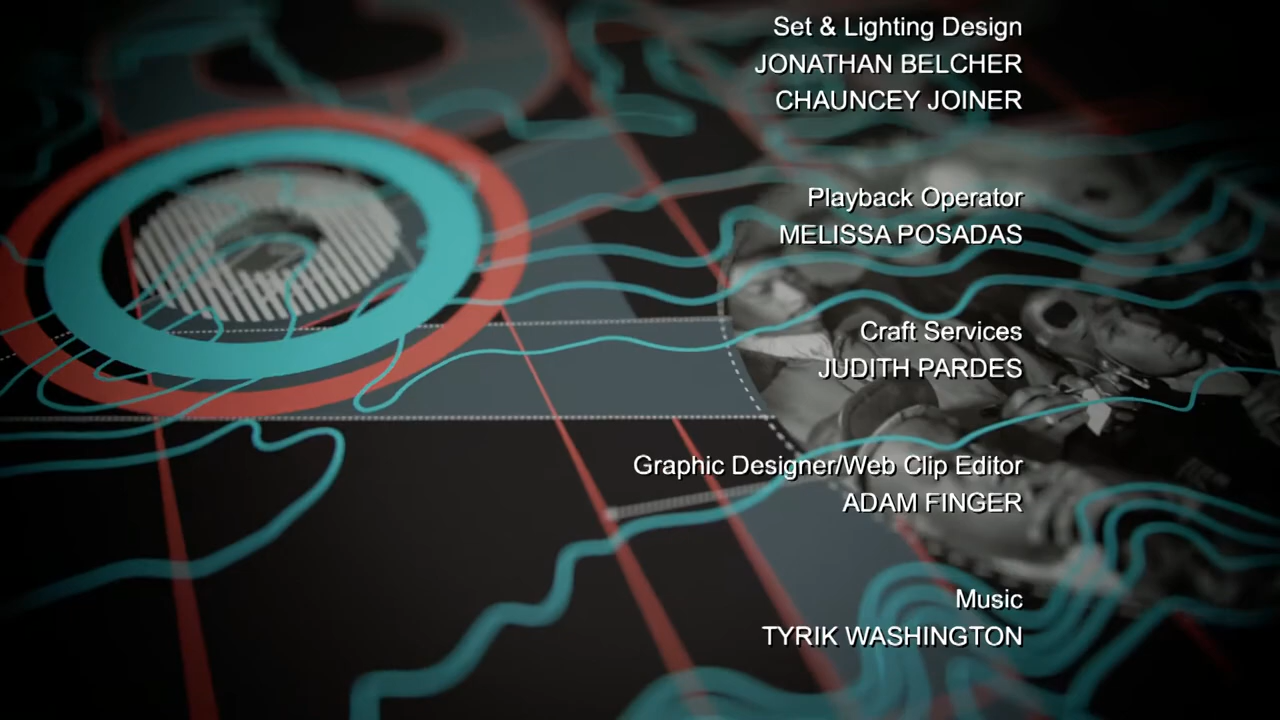 Set & Lighting Design
JONATHAN BELCHER
CHAUNCEY JOINER
Playback Operator
MELISSA POSADAS
Craft Services
JUDITH PARDES
Graphic Designer/Web Clip Editor
ADAM FINGER
Music
TYRIK WASHINGTON